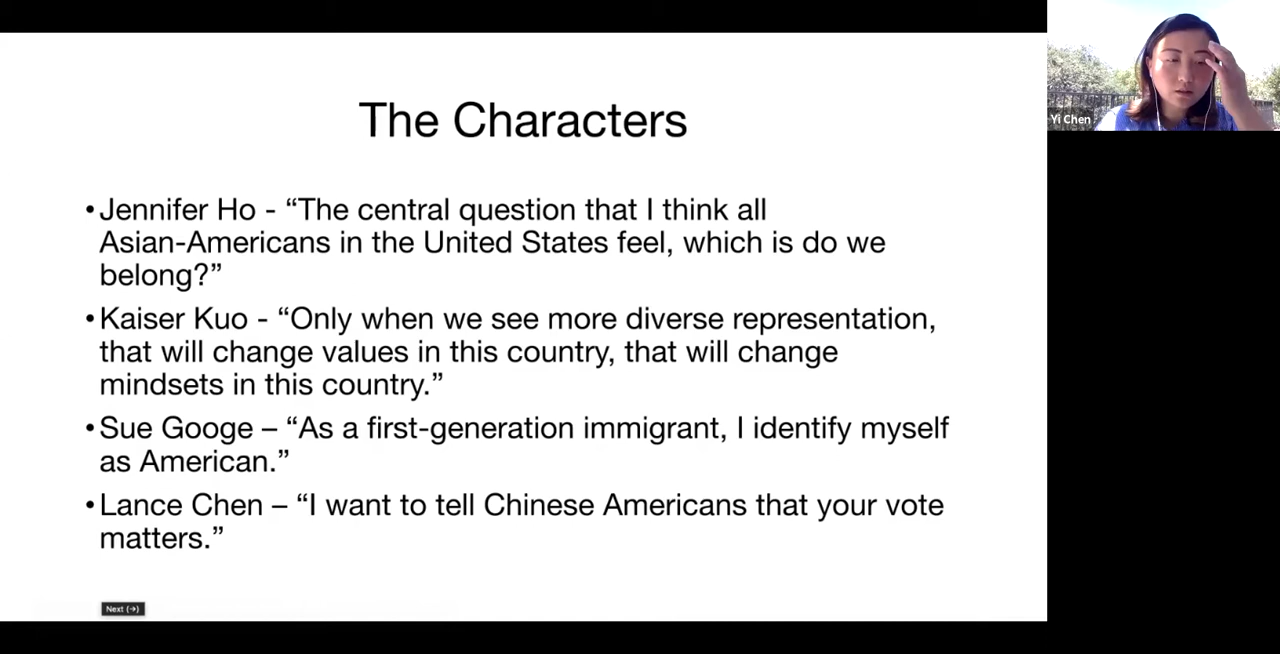 The Characters
•Jennifer Ho - “The central question that I think all
Asian-Americans in the United States feel, which is do we
belong?”
•Kaiser Kuo - “Only when we see more diverse representation,
that will change values in this country, that will change
mindsets in this country.”
•Sue Googe – “As a first-generation immigrant, I identify myself
as American.”
•Lance Chen – “I want to tell Chinese Americans that your vote
matters.”
Next (→)
Yi Chen